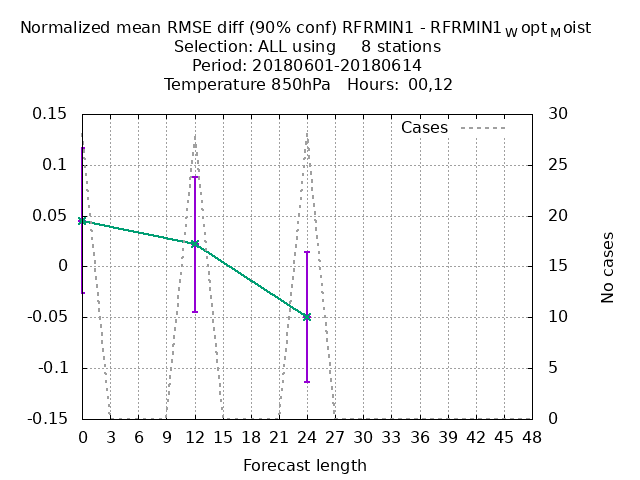 Normalized mean RMSE diff (90% conf) RFRMIN1 - RFRMIN1WoptMoist
Selection: ALL using 8 stations
Period: 20180601-20180614
Temperature 850hPa Hours: 00,12
Cases
0.15
0.1
0.05
0
-0.05
-0.1
-0.15
30
25
20
15
10
5
0
No cases
0 3 6 9 12 15 18 21 24 27 30 33 36 39 42 45 48
Forecast length